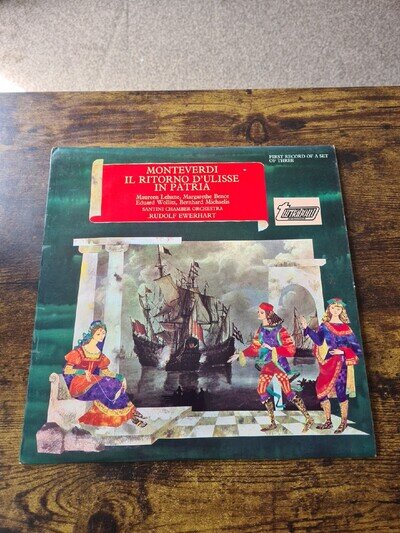 MONTEVERDI
IL RITORNO D'ULISSE
IN PATRIA
Maureen Lehane, Margarethe Bence
Eduard Wollitz, Bernhard Michaelis
SANTINI CHAMBER ORCHESTRA
RUDOLF EWERHART
FIRST RECORD OF A SET
OF THREE
turnabout